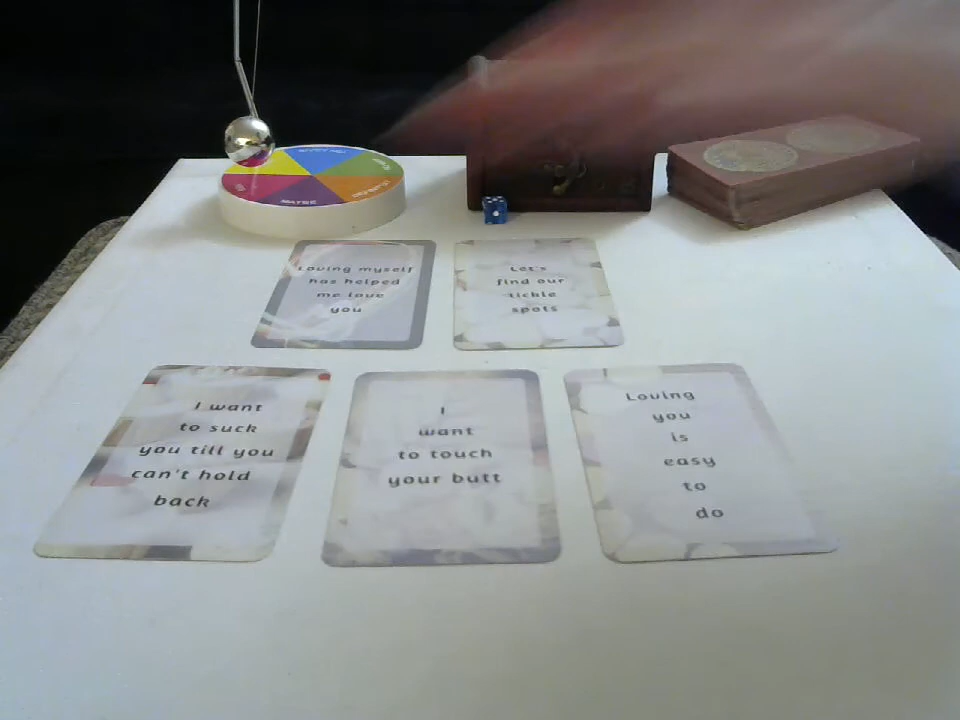 MAYBE
Loving myself
has helped
me love
you
Let's
find our
tickle
spots
I want
to suck
you till you
can't hold
back
I
want
to touch
your butt
Loving
you
is
easy
to
do